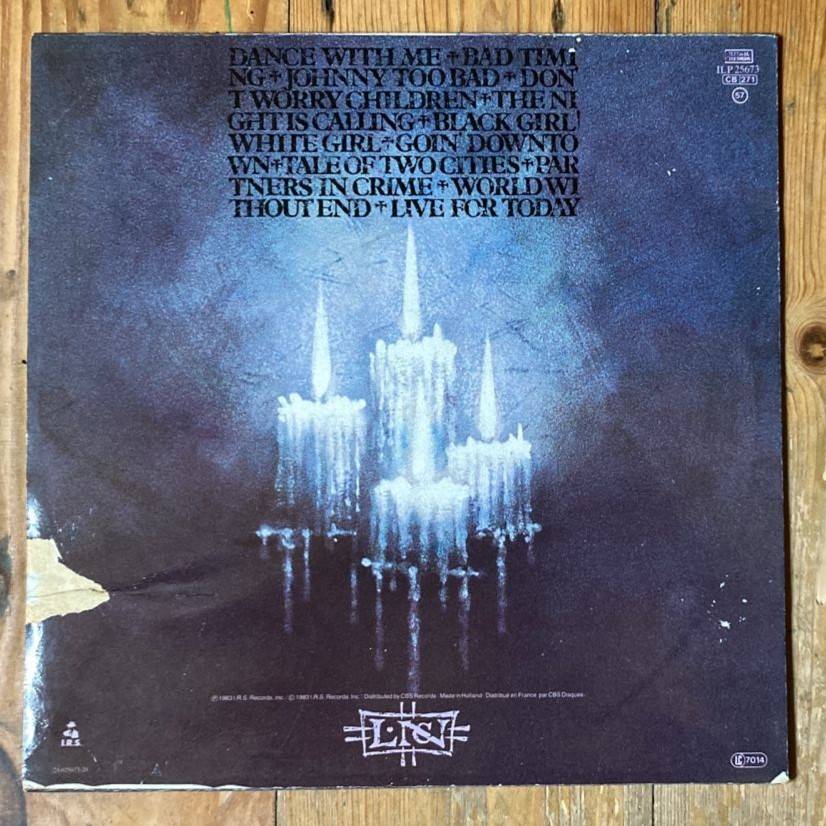 DANCE WITH ME † BAD TIMI
NG † JOHNNY TOO BAD † DON'
T WORRY CHILDREN † THE NI
GHT IS CALLING † BLACK GIRL'
WHITE GIRL † GOIN' DOWNTO
WN † TALE OF TWO CITIES † PAR
TNERS IN CRIME † WORLD WI
THOUT END † LIVE FOR TODAY
ILP 25673
CB 271
57
℗ 1983 I.R.S. Records, Inc. © 1983 I.R.S. Records Inc. Distributed by CBS Records Made in Holland Distribué en France par CBS Disques
I.R.S.
LC 7014